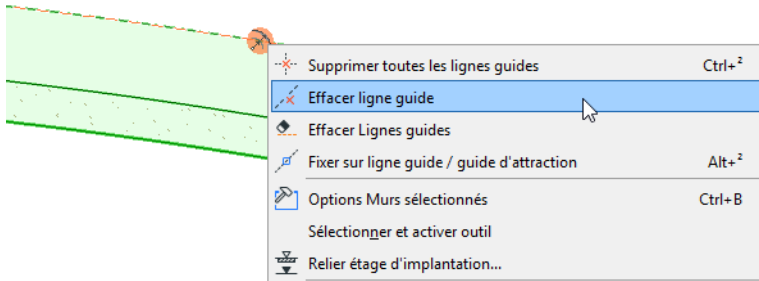 Supprimer toutes les lignes guides Ctrl+²
Effacer ligne guide
Effacer Lignes guides
Fixer sur ligne guide / guide d'attraction Alt+²
Options Murs sélectionnés Ctrl+B
Sélectionner et activer outil
Relier étage d'implantation...